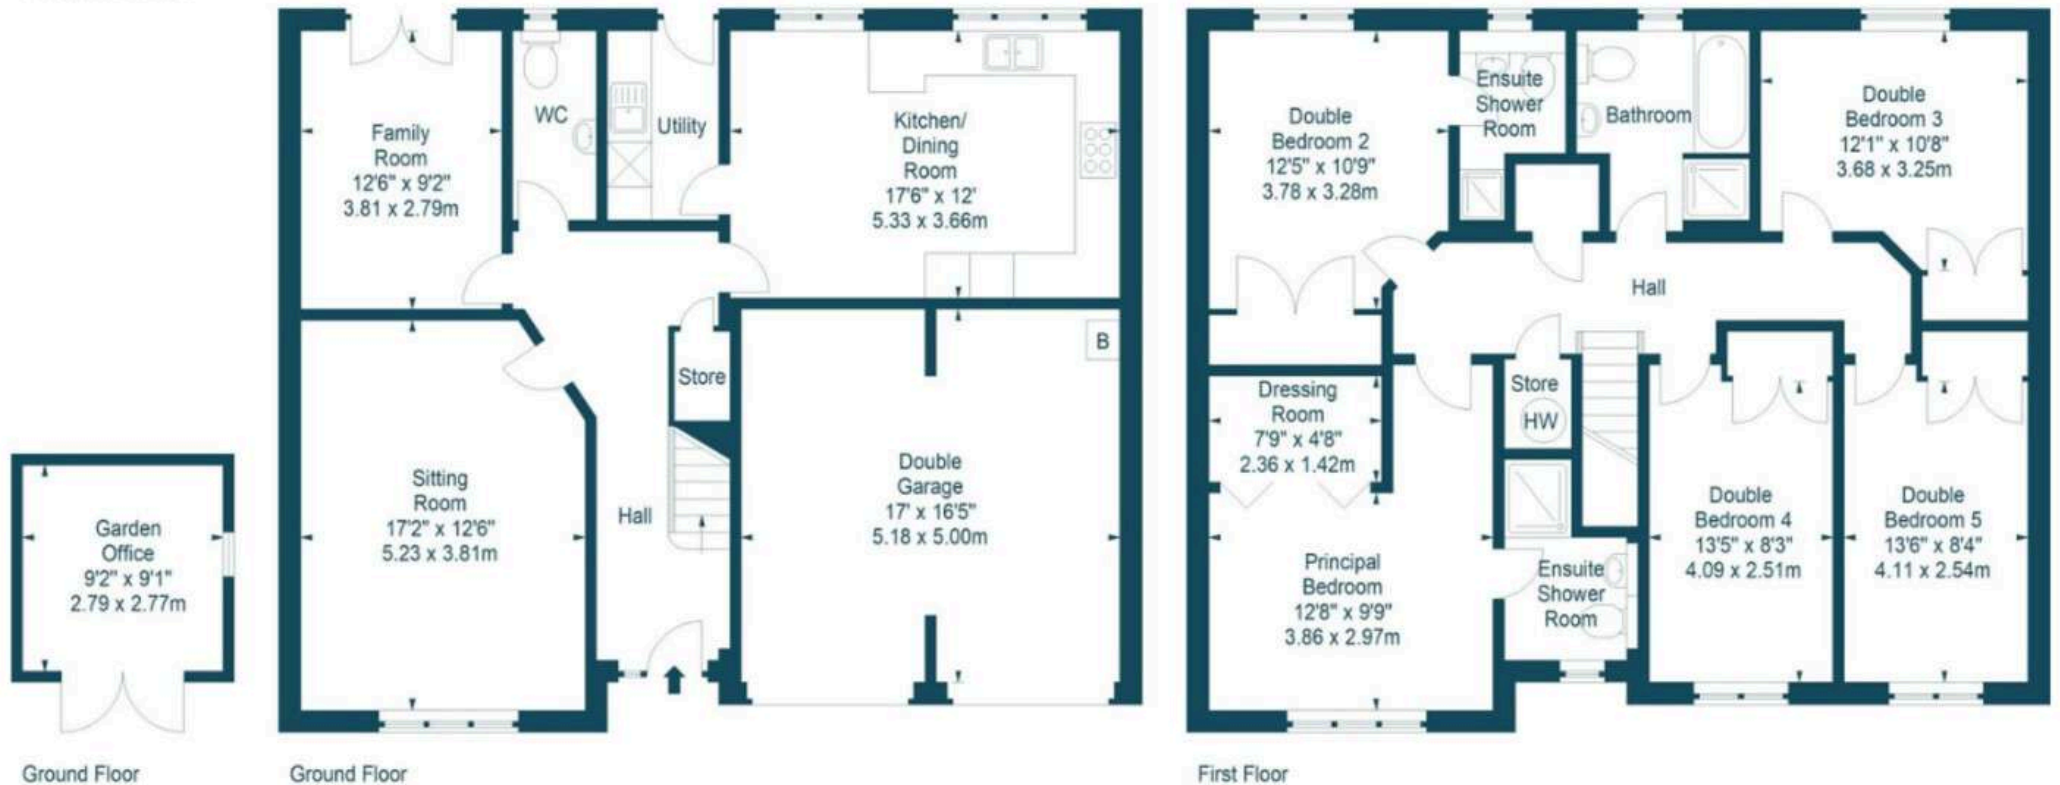 Family
Room
12'6" x 9'2"
3.81 x 2.79m
WC
Utility
Kitchen/
Dining
Room
17'6" x 12'
5.33 x 3.66m
Store
B
Sitting
Room
17'2" x 12'6"
5.23 x 3.81m
Hall
Double
Garage
17' x 16'5"
5.18 x 5.00m
Garden
Office
9'2" x 9'1"
2.79 x 2.77m
Ground Floor
Ground Floor
Double
Bedroom 2
12'5" x 10'9"
3.78 x 3.28m
Ensuite
Shower
Room
Bathroom
Double
Bedroom 3
12'1" x 10'8"
3.68 x 3.25m
Hall
Dressing
Room
7'9" x 4'8"
2.36 x 1.42m
Store
HW
Principal
Bedroom
12'8" x 9'9"
3.86 x 2.97m
Ensuite
Shower
Room
Double
Bedroom 4
13'5" x 8'3"
4.09 x 2.51m
Double
Bedroom 5
13'6" x 8'4"
4.11 x 2.54m
First Floor